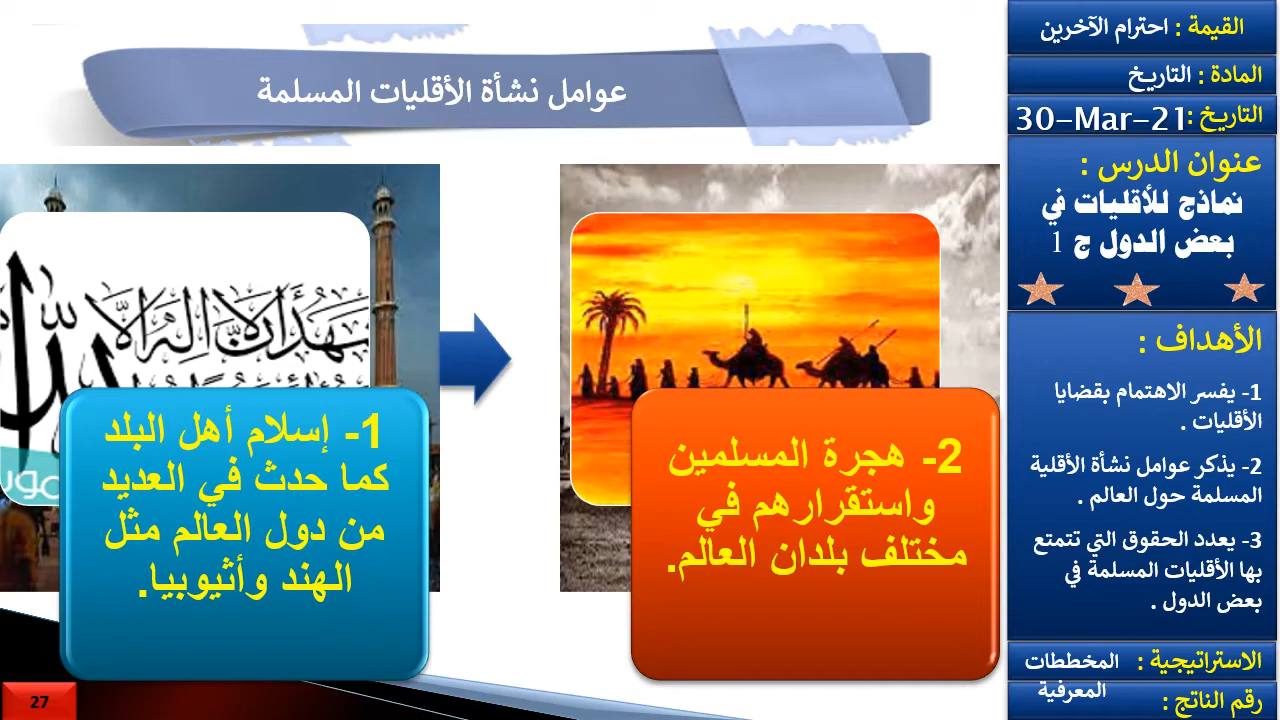 عوامل نشأة الأقليات المسلمة
1- إسلام أهل البلد
كما حدث في العديد
من دول العالم مثل
الهند وأثيوبيا.
2- هجرة المسلمين
واستقرارهم في
مختلف بلدان العالم.
القيمة : احترام الآخرين
المادة : التاريخ
التاريخ : 30-Mar-21
عنوان الدرس :
نماذج للأقليات في
بعض الدول ج 1
الأهداف :
1- يفسر الاهتمام بقضايا
الأقليات .
2- يذكر عوامل نشأة الأقلية
المسلمة حول العالم .
3- يعدد الحقوق التي تتمتع
بها الأقليات المسلمة في
بعض الدول .
الاستراتيجية : المخططات
المعرفية
رقم الناتج :
27